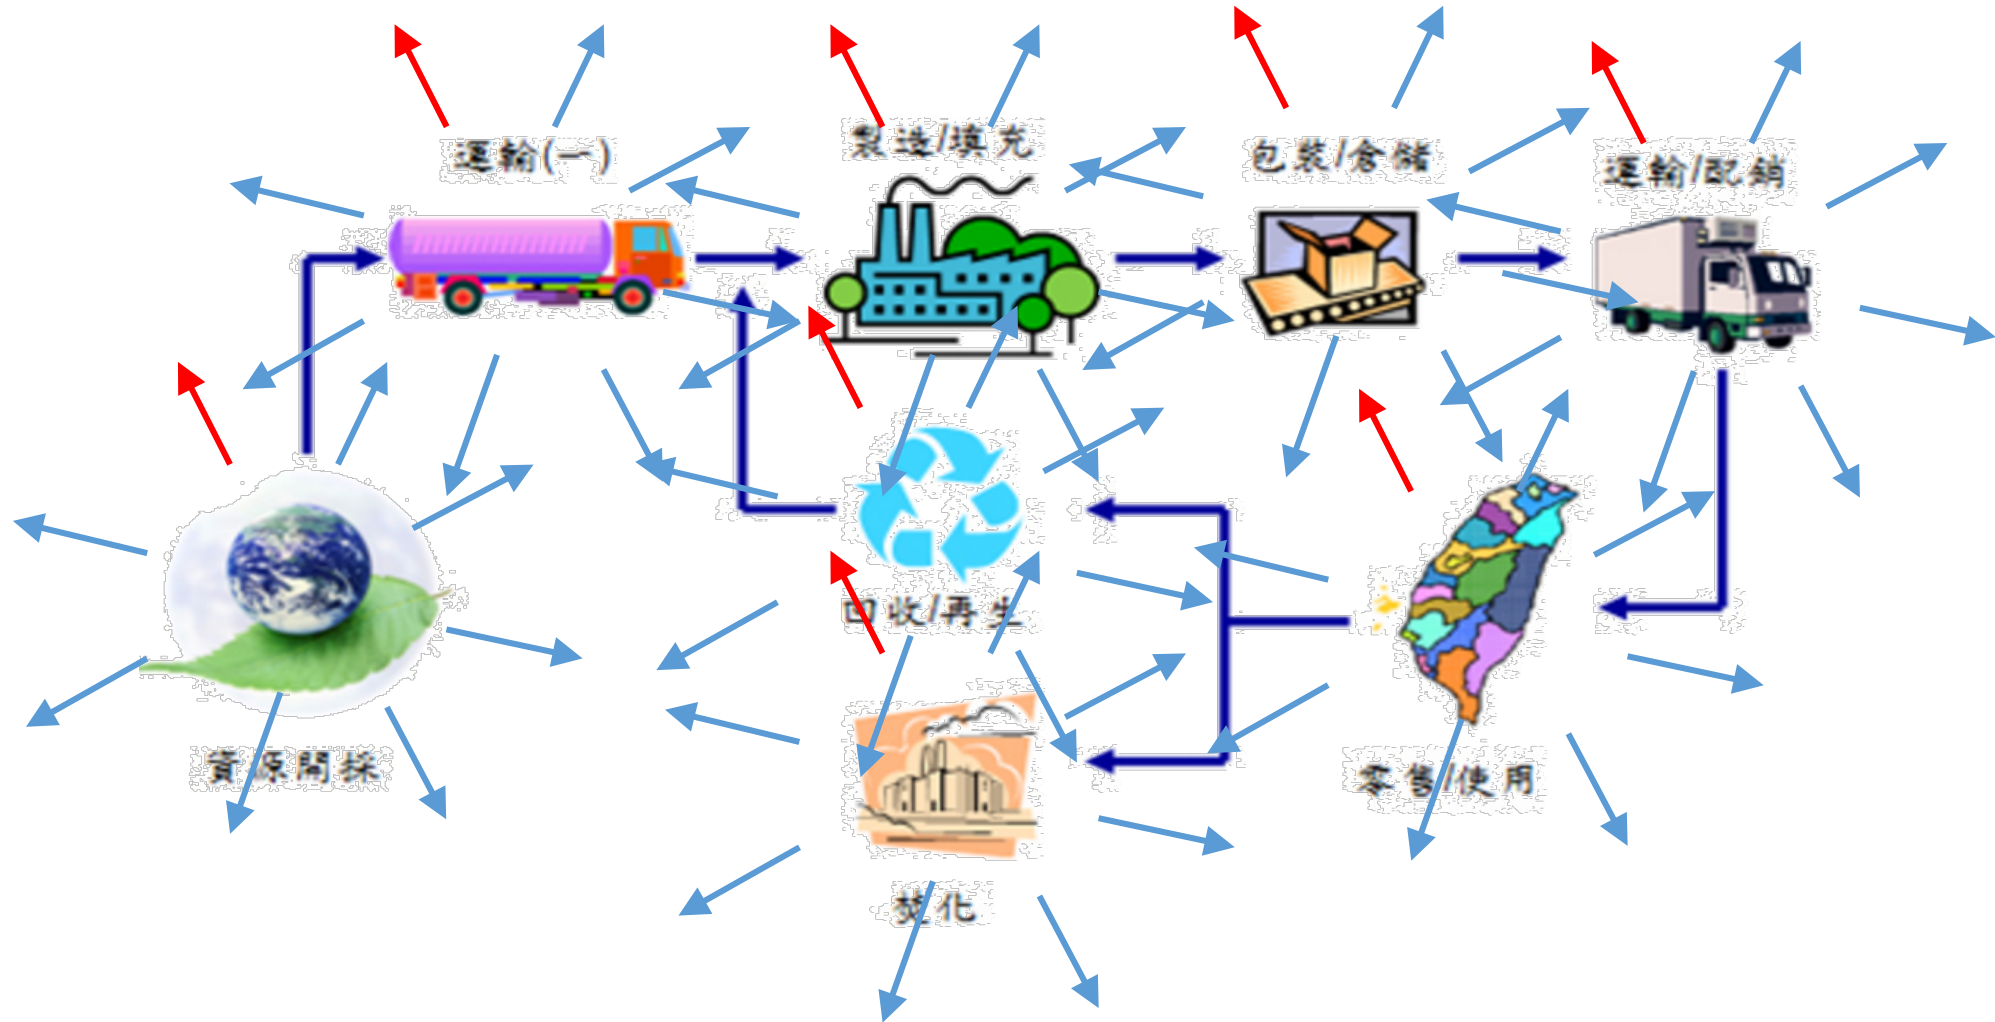 運輸(一)
製造/填充
包裝/倉儲
運輸/配銷
回收/再生
資源開採
零售/使用
焚化